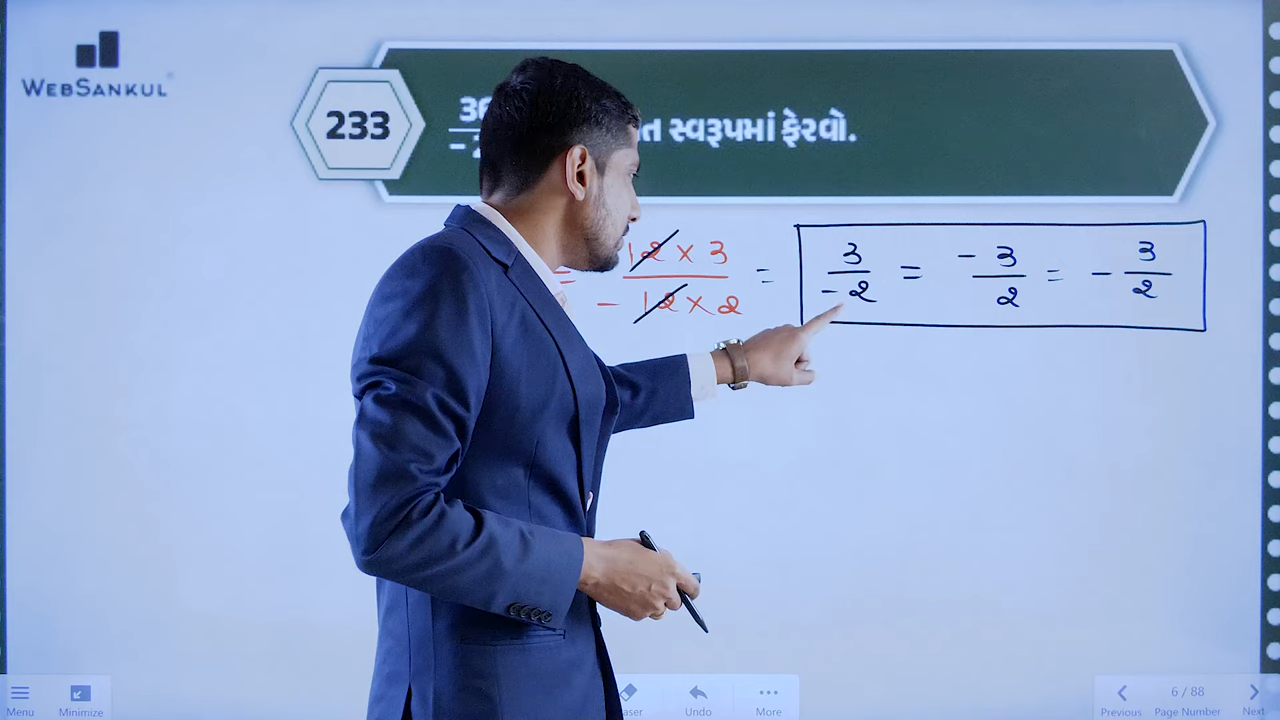 WEBSANKUL
233
સ્વરૂપમાં ફેરવો.
= 12 × 3 / - 12 × 2 = 3 / - 2 = - 3 / 2 = - 3 / 2
Menu
Minimize
Undo
More
Previous
6 / 88
Page Number
Next